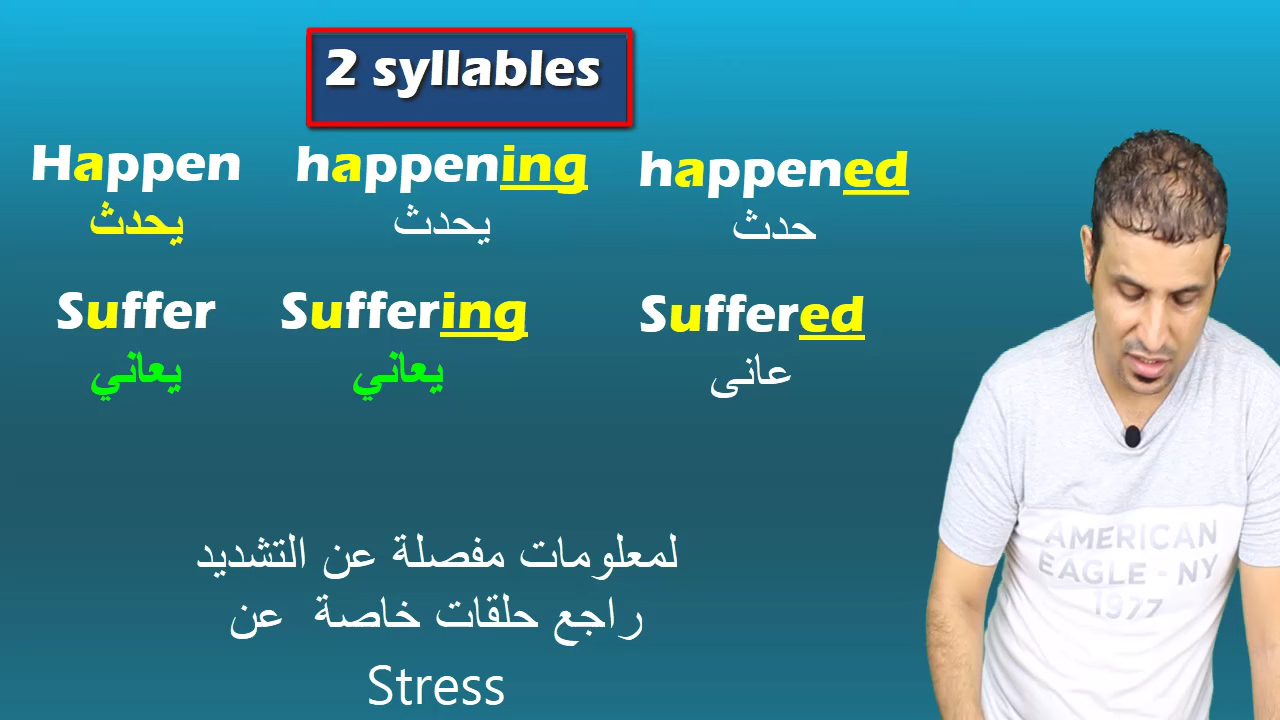 2 syllables
Happen happening happened
يحدث يحدث حدث
Suffer Suffering Suffered
يعاني يعاني عانى
لمعلومات مفصلة عن التشديد
راجع حلقات خاصة عن
Stress
AMERICAN
EAGLE - NY
1977